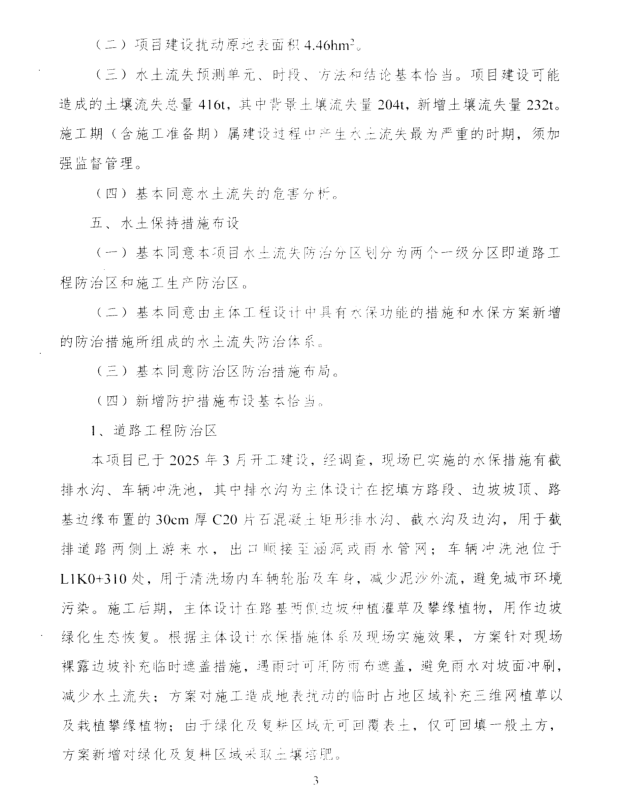 （二）项目建设扰动原地表面积 4.46hm²。
（三）水土流失预测单元、时段、方法和结论基本恰当。项目建设可能
造成的土壤流失总量 416t，其中背景土壤流失量 204t，新增土壤流失量 232t。
施工期（含施工准备期）属建设过程中产生水土流失最为严重的时期，须加
强监督管理。
（四）基本同意水土流失的危害分析。
五、水土保持措施布设
（一）基本同意本项目水土流失防治分区划分为两个一级分区即道路工
程防治区和施工生产防治区。
（二）基本同意由主体工程设计中具有水保功能的措施和水保方案新增
的防治措施所组成的水土流失防治体系。
（三）基本同意防治区防治措施布局。
（四）新增防护措施布设基本恰当。
1、道路工程防治区
本项目已于 2025 年 3 月开工建设，经调查，现场已实施的水保措施有截
排水沟、车辆冲洗池，其中排水沟为主体设计在挖填方路段、边坡坡顶、路
基边缘布置的 30cm 厚 C20 片石混凝土矩形排水沟、截水沟及边沟，用于截
排道路两侧上游来水，出口顺接至涵洞或雨水管网；车辆冲洗池位于
L1K0+310 处，用于清洗场内车辆轮胎及车身，减少泥沙外流，避免城市环境
污染。施工后期，主体设计在路基两侧边坡种植灌草及攀缘植物，用作边坡
绿化生态恢复。根据主体设计水保措施体系及现场实施效果，方案针对现场
裸露边坡补充临时遮盖措施，遇雨时可用防雨布遮盖，避免雨水对坡面冲刷，
减少水土流失；方案对施工造成地表扰动的临时占地区域补充三维网植草以
及栽植攀缘植物；由于绿化及复耕区域无可回覆表土，仅可回填一般土方，
方案新增对绿化及复耕区域采取土壤培肥。
3